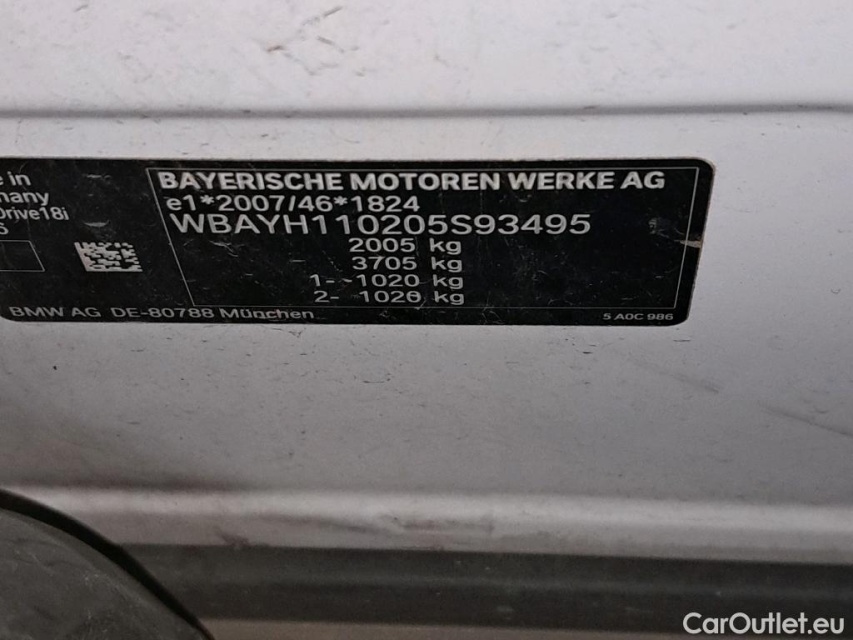 BAYERISCHE MOTOREN WERKE AG
e1*2007/46*1824
WBAYH110205S93495
2005 kg
3705 kg
1- -1020 kg
2- -1020 kg
e in
many
Drive18i
BMW AG DE-80788 München
5 A0C 986
CarOutlet.eu